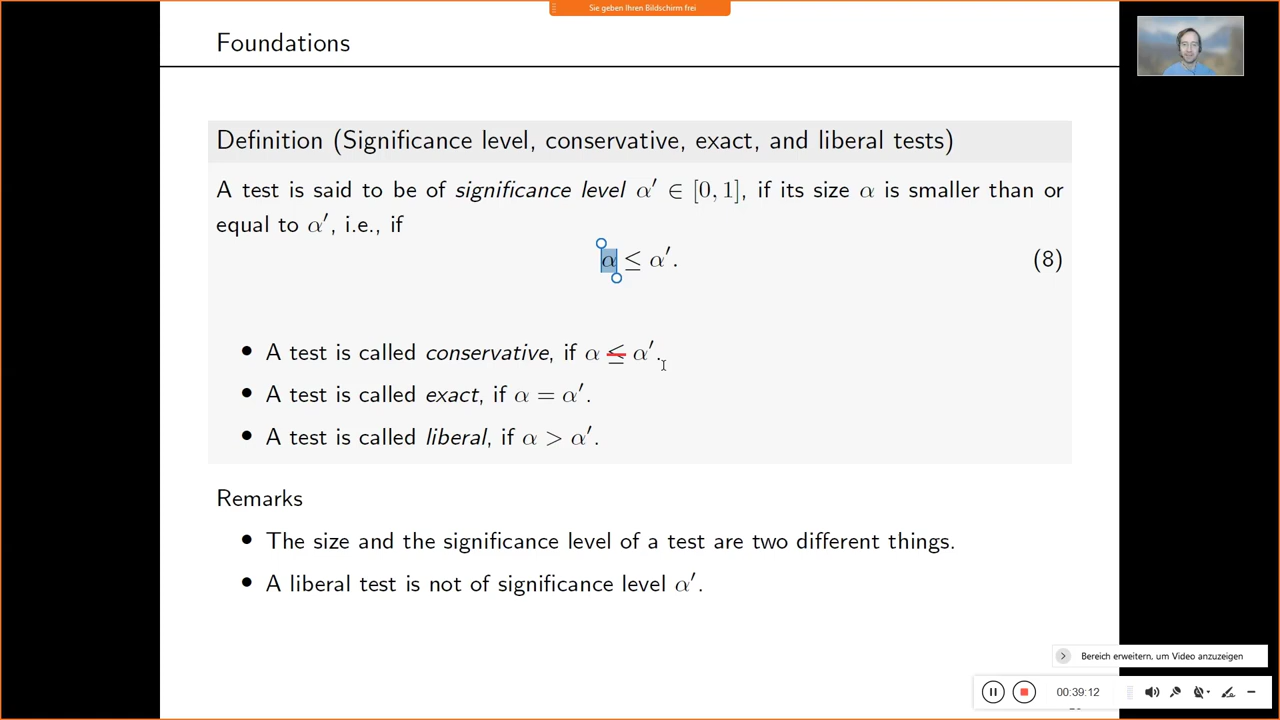 Sie geben Ihren Bildschirm frei
Foundations
Definition (Significance level, conservative, exact, and liberal tests)
A test is said to be of significance level α′ ∈ [0, 1], if its size α is smaller than or
equal to α′, i.e., if
α ≤ α′. (8)
• A test is called conservative, if α ≤ α′.
• A test is called exact, if α = α′.
• A test is called liberal, if α > α′.
Remarks
• The size and the significance level of a test are two different things.
• A liberal test is not of significance level α′.
Bereich erweitern, um Video anzuzeigen
00:39:12